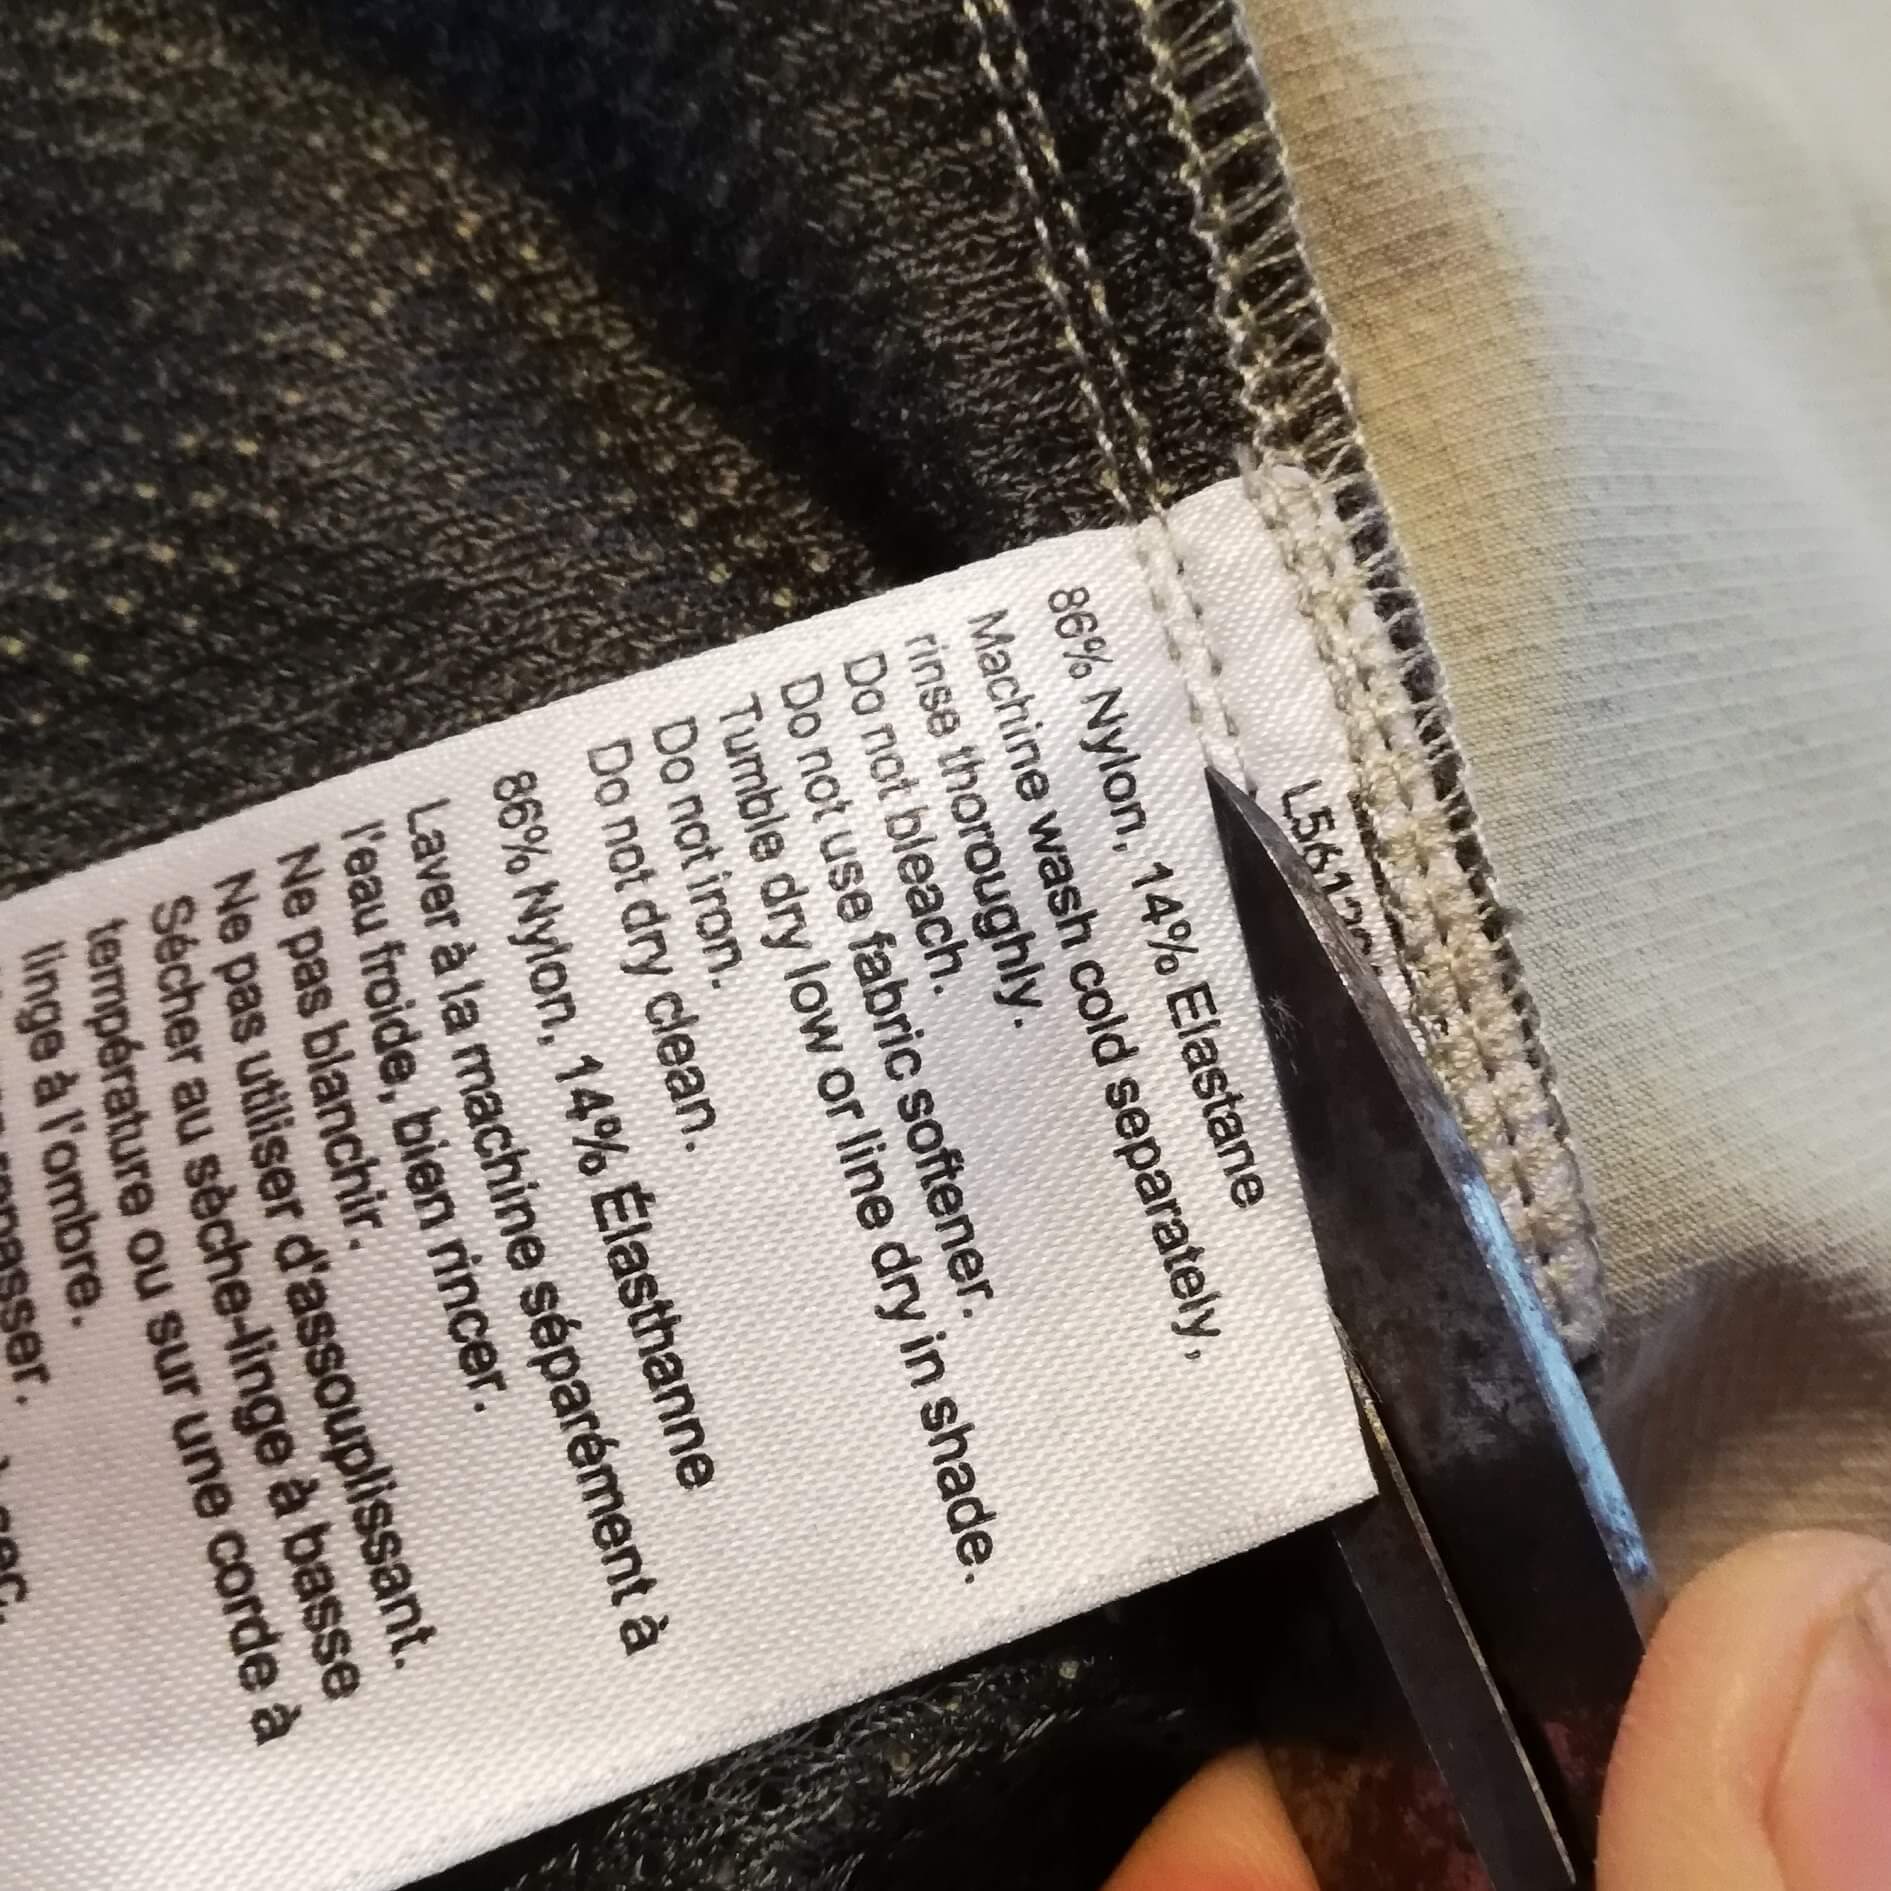 L56120
86% Nylon, 14% Elastane
Machine wash cold separately,
rinse thoroughly.
Do not bleach.
Do not use fabric softener.
Tumble dry low or line dry in shade.
Do not iron.
Do not dry clean.
86% Nylon, 14% Élasthanne
Laver à la machine séparément à
l'eau froide, bien rincer.
Ne pas blanchir.
Ne pas utiliser d'assouplissant.
Sécher au sèche-linge à basse
température ou sur une corde à
linge à l'ombre.